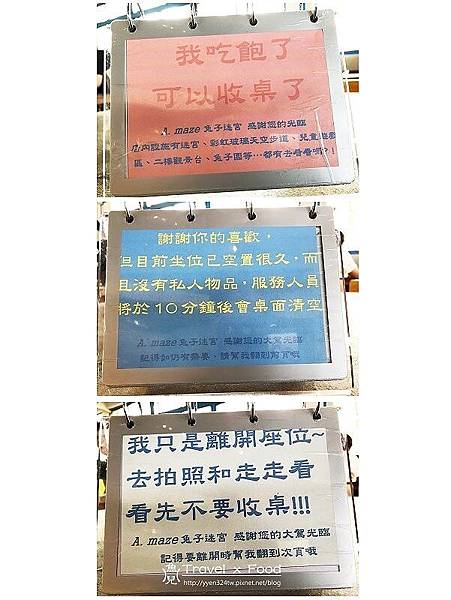 我吃飽了
可以收桌了
A. maze 兔子迷宮 感謝您的光臨
店內設施有迷宮、彩虹玻璃天空步道、兒童遊戲
區、二樓觀景台、兔子園等…都有去看看嗎?!
謝謝你的喜歡,
但目前坐位已空置很久,而
且沒有私人物品,服務人員
將於10分鐘後會桌面清空
A. maze 兔子迷宮 感謝您的大駕光臨
記得如仍有需要,請幫我翻到前頁哦
我只是離開座位~
去拍照和走走看
看先不要收桌!!!
A. maze 兔子迷宮 感謝您的大駕光臨
記得要離開時幫我翻到次頁哦
Travel × Food
http://yyen324tw.pixnet.net/blog